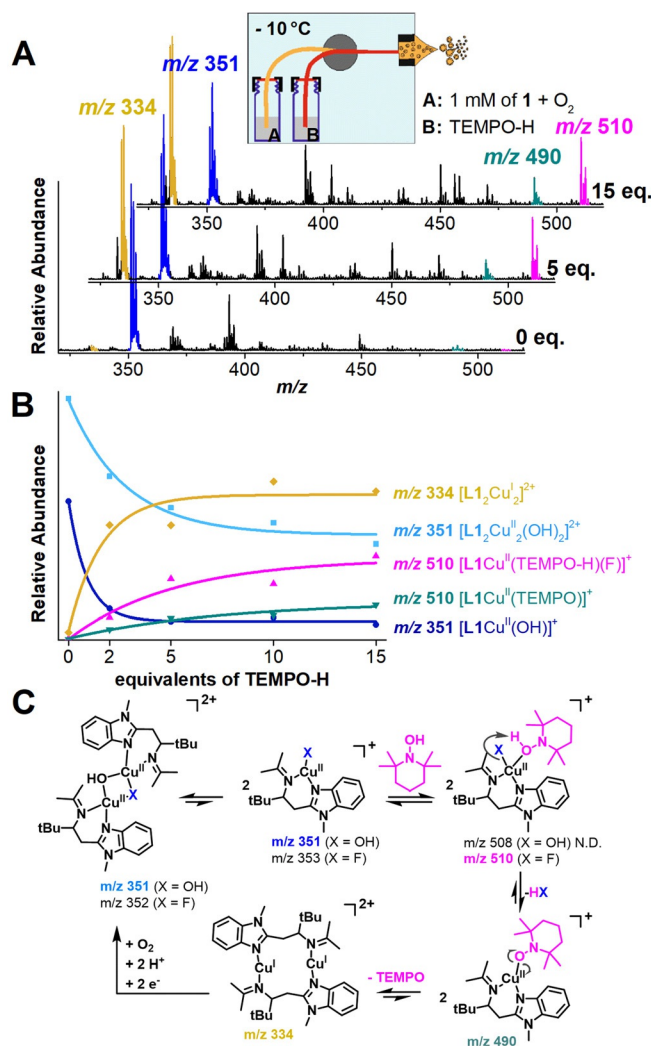 A
- 10 °C
A
B
A: 1 mM of 1 + O2
B: TEMPO-H
m/z 334
m/z 351
m/z 490
m/z 510
15 eq.
350
400
450
500
5 eq.
350
400
450
500
0 eq.
350
400
450
500
m/z
Relative Abundance
B
Relative Abundance
m/z 334 [L1₂Cuᴵ₂]²⁺
m/z 351 [L1₂Cuᴵᴵ₂(OH)₂]²⁺
m/z 510 [L1Cuᴵᴵ(TEMPO-H)(F)]⁺
m/z 510 [L1Cuᴵᴵ(TEMPO)]⁺
m/z 351 [L1Cuᴵᴵ(OH)]⁺
0
2
5
10
15
equivalents of TEMPO-H
C
2+
N
N
tBu
N
Cuᴵᴵ
HO
Cuᴵᴵ
X
N
N
tBu
N
m/z 351 (X = OH)
m/z 352 (X = F)
+
2
X
Cuᴵᴵ
N
N
tBu
N
m/z 351 (X = OH)
m/z 353 (X = F)
OH
N
+
2
H
O
N
X
Cuᴵᴵ
N
N
tBu
N
m/z 508 (X = OH) N.D.
m/z 510 (X = F)
-HX
+
2
O
N
Cuᴵᴵ
N
N
tBu
N
m/z 490
- TEMPO
2+
N
tBu
N
N
Cuᴵ
Cuᴵ
N
N
tBu
N
m/z 334
+ O₂
+ 2 H⁺
+ 2 e⁻